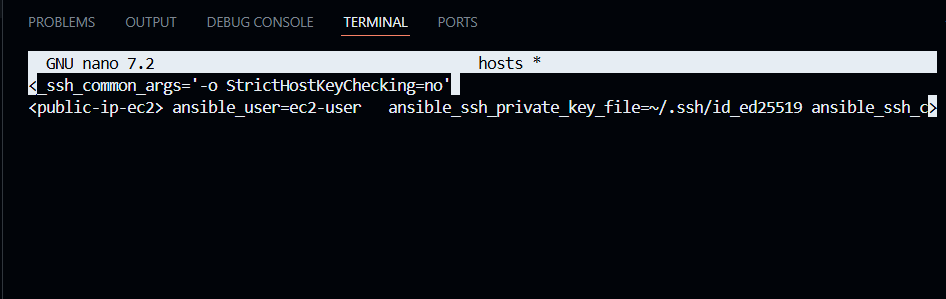 PROBLEMS OUTPUT DEBUG CONSOLE TERMINAL PORTS
GNU nano 7.2 hosts *
<_ssh_common_args='-o StrictHostKeyChecking=no'
<public-ip-ec2> ansible_user=ec2-user   ansible_ssh_private_key_file=~/.ssh/id_ed25519 ansible_ssh_c>